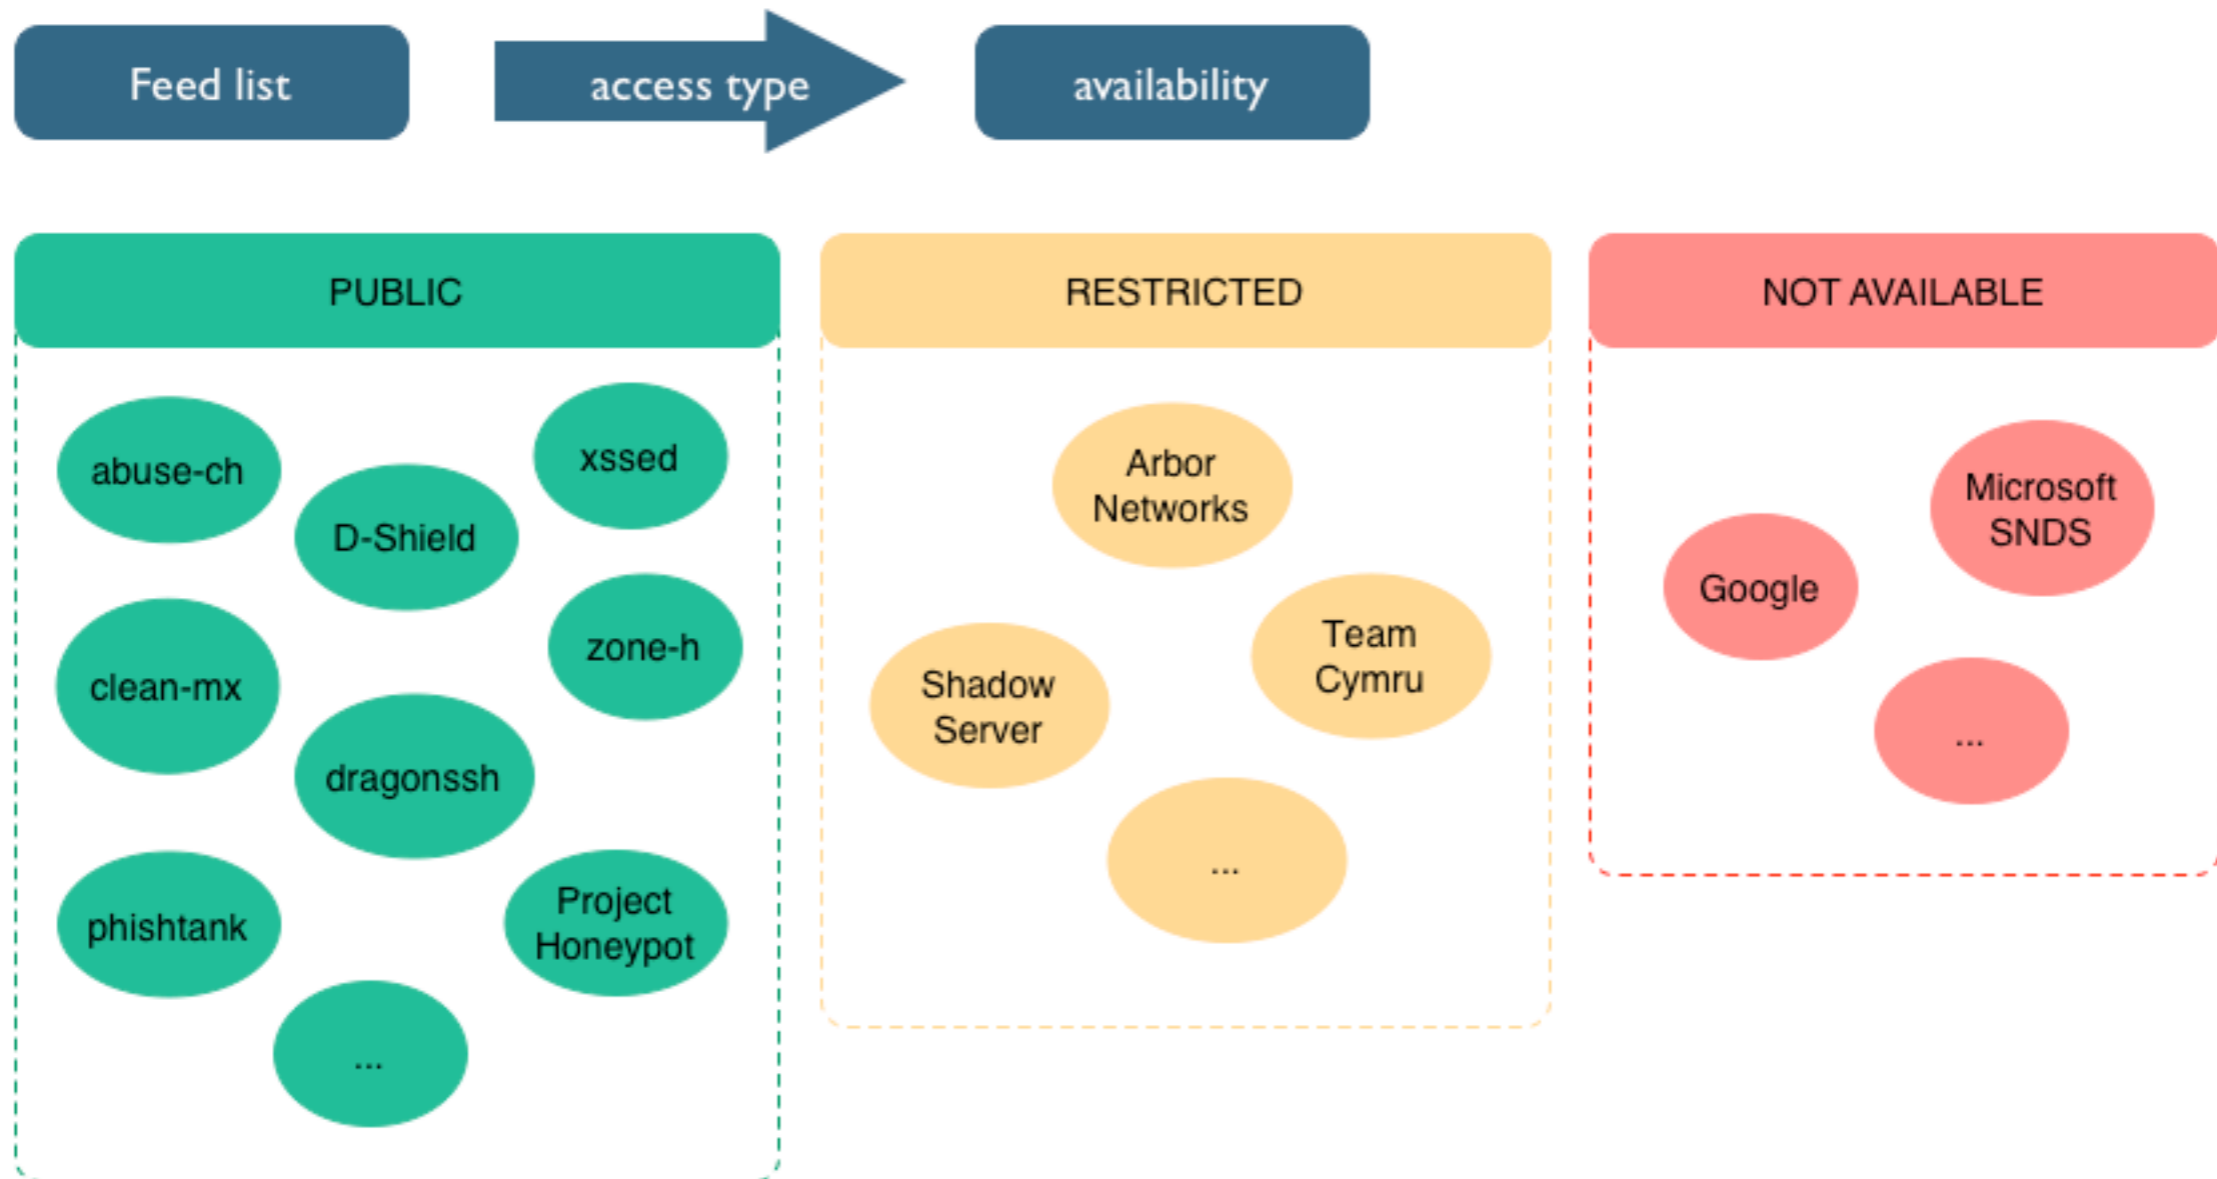 Feed list
access type
availability
PUBLIC
abuse-ch
D-Shield
xssed
clean-mx
zone-h
dragonssh
phishtank
Project
Honeypot
...
RESTRICTED
Arbor
Networks
Shadow
Server
Team
Cymru
...
NOT AVAILABLE
Google
Microsoft
SNDS
...